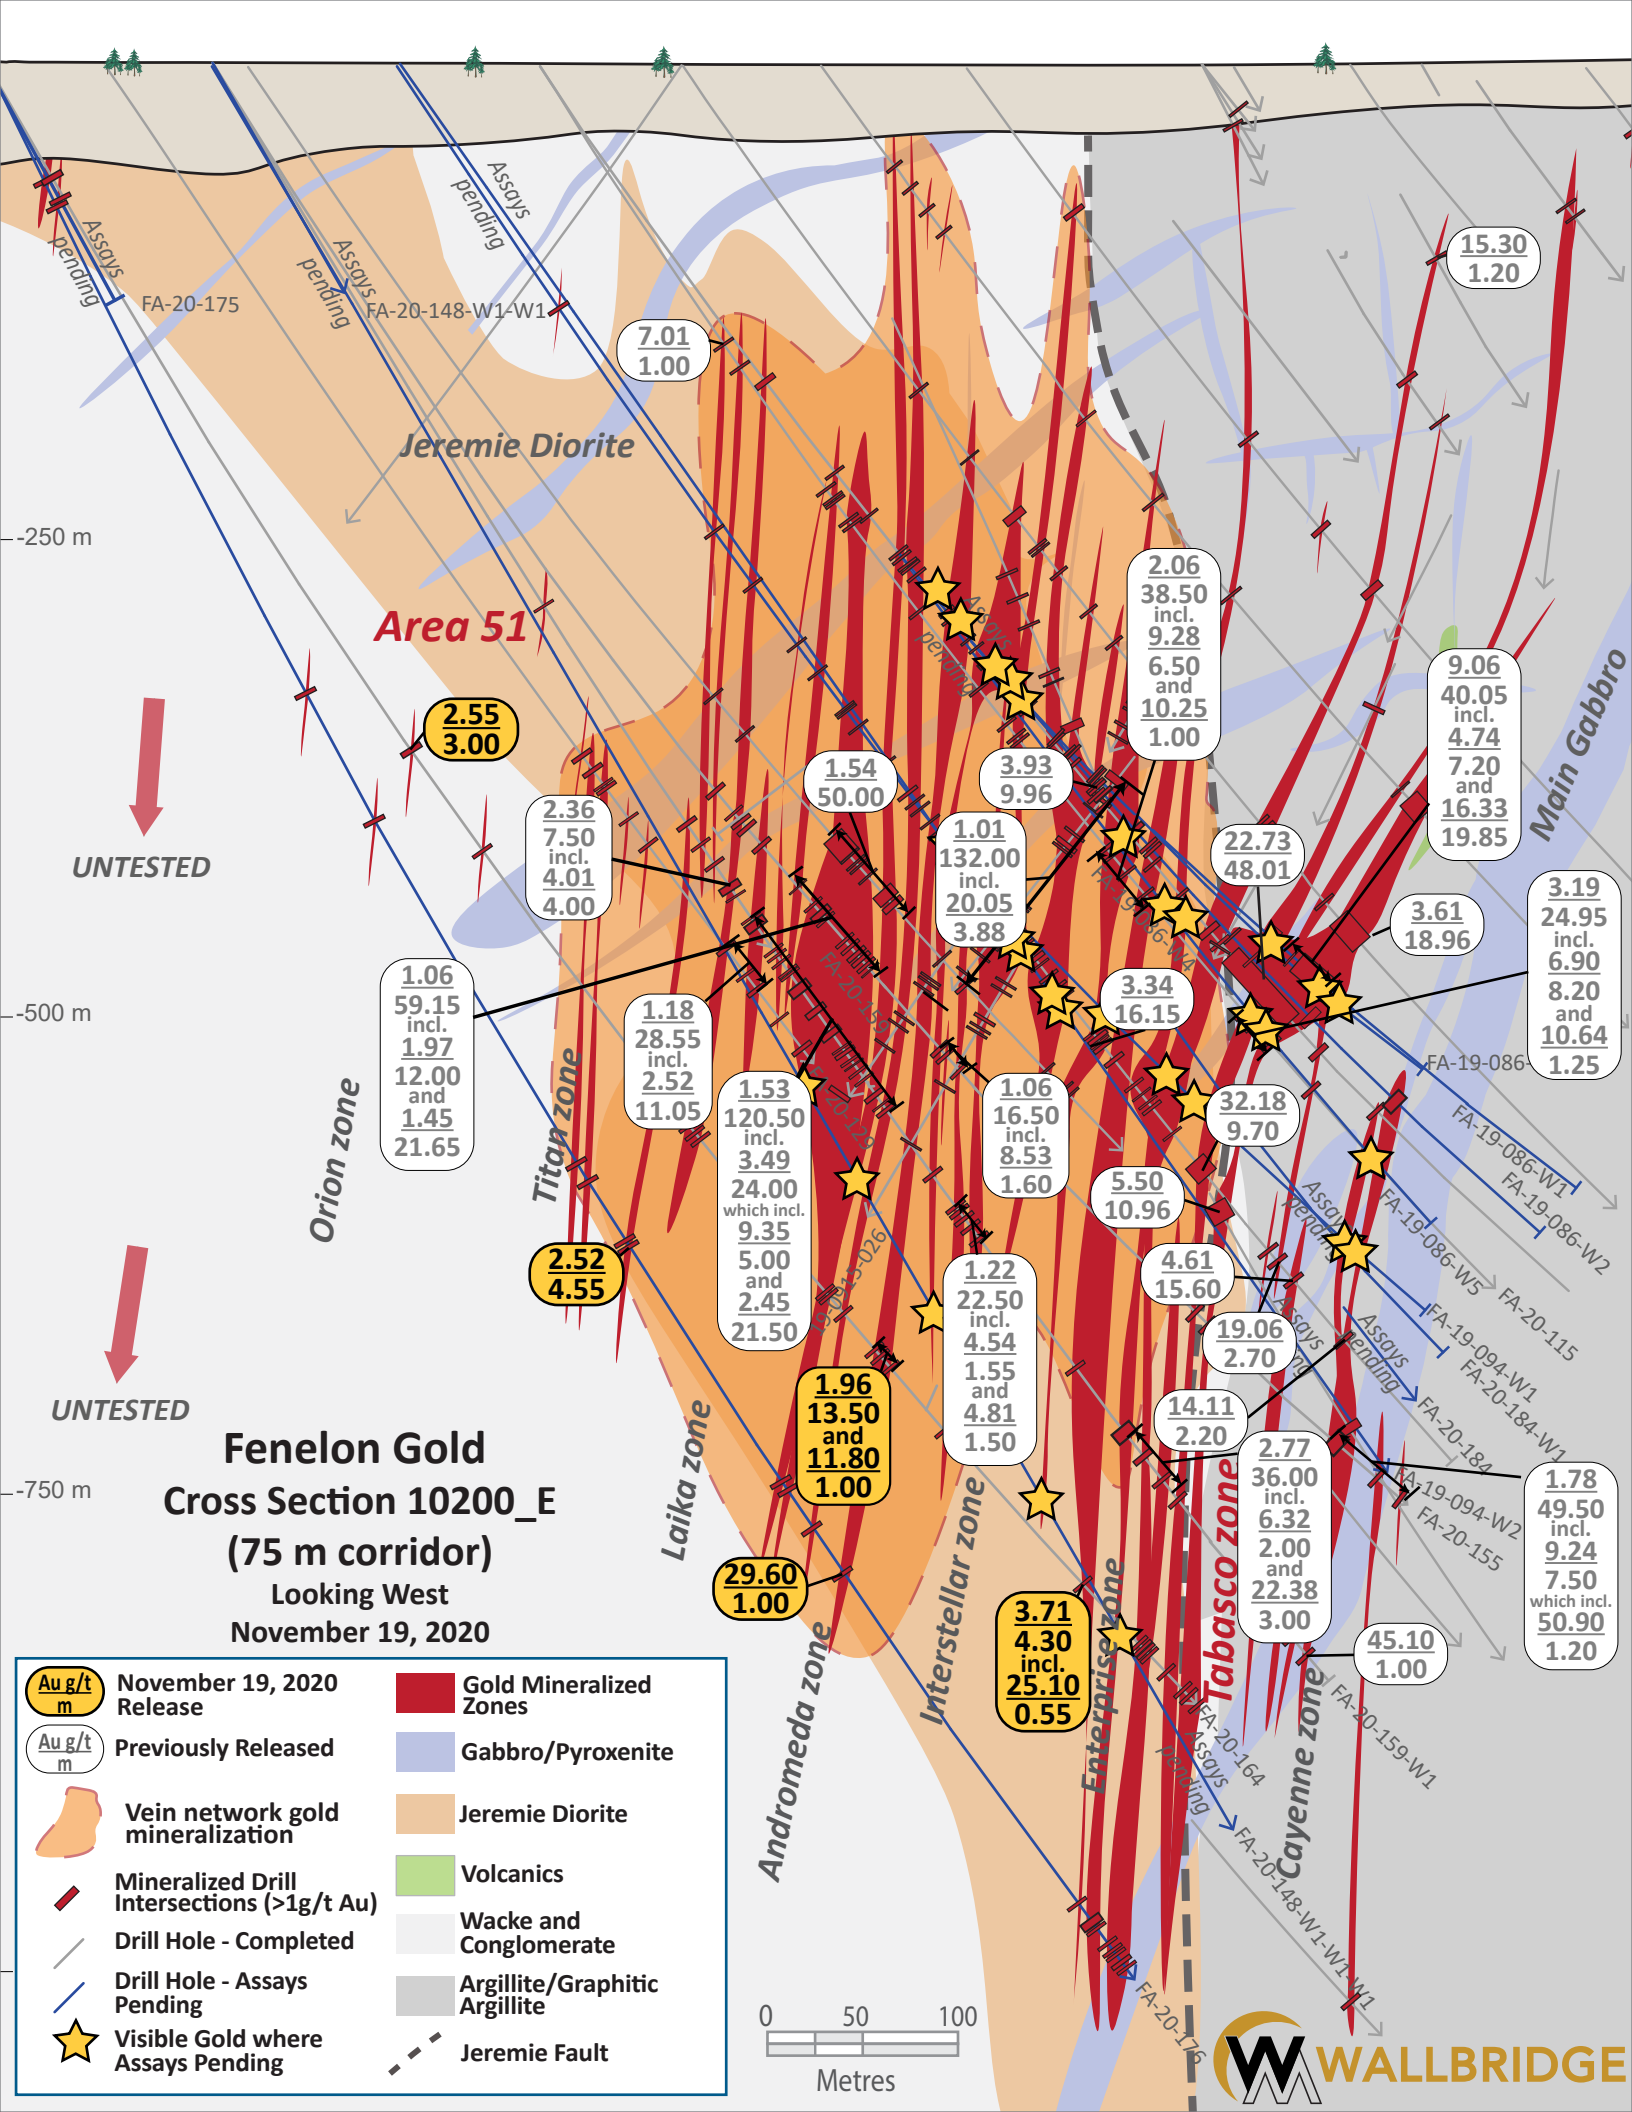 Assays
pending
FA-20-175
Assays
pending
FA-20-148-W1-W1
Assays
pending
15.30
1.20
7.01
1.00
Jeremie Diorite
-250 m
Area 51
2.06
38.50
incl.
9.28
6.50
and
10.25
1.00
Assays
pending
9.06
40.05
incl.
4.74
7.20
and
16.33
19.85
Main Gabbro
2.55
3.00
UNTESTED
2.36
7.50
incl.
4.01
4.00
1.54
50.00
3.93
9.96
1.01
132.00
incl.
20.05
3.88
22.73
48.01
3.61
18.96
3.19
24.95
incl.
6.90
8.20
and
10.64
1.25
FA-19-086-W4
FA-20-159
-500 m
1.06
59.15
incl.
1.97
12.00
and
1.45
21.65
1.18
28.55
incl.
2.52
11.05
3.34
16.15
FA-19-086-
1.53
120.50
incl.
3.49
24.00
which incl.
9.35
5.00
and
2.45
21.50
1.06
16.50
incl.
8.53
1.60
32.18
9.70
5.50
10.96
FA-19-086-W1
FA-19-086-W2
FA-19-086-W5
FA-20-115
Orion zone
Titan zone
2.52
4.55
1.22
22.50
incl.
4.54
1.55
and
4.81
1.50
4.61
15.60
19.06
2.70
Assays
pending
FA-19-094-W1
FA-20-184-W1
FA-20-184
FA-19-094-W2
FA-20-155
UNTESTED
Fenelon Gold
Cross Section 10200_E
(75 m corridor)
Looking West
November 19, 2020
-750 m
Laika zone
1.96
13.50
and
11.80
1.00
14.11
2.20
2.77
36.00
incl.
6.32
2.00
and
22.38
3.00
1.78
49.50
incl.
9.24
7.50
which incl.
50.90
1.20
29.60
1.00
3.71
4.30
incl.
25.10
0.55
45.10
1.00
Andromeda zone
Interstellar zone
Enterprise zone
Tabasco zone
Cayenne zone
FA-20-164
Assays
pending
FA-20-159-W1
FA-20-148-W1-W1-W1
FA-20-176
Au g/t
m
November 19, 2020
Release
Au g/t
m
Previously Released
Vein network gold
mineralization
Mineralized Drill
Intersections (>1g/t Au)
Drill Hole - Completed
Drill Hole - Assays
Pending
Visible Gold where
Assays Pending
Gold Mineralized
Zones
Gabbro/Pyroxenite
Jeremie Diorite
Volcanics
Wacke and
Conglomerate
Argillite/Graphitic
Argillite
Jeremie Fault
0 50 100
Metres
WALLBRIDGE